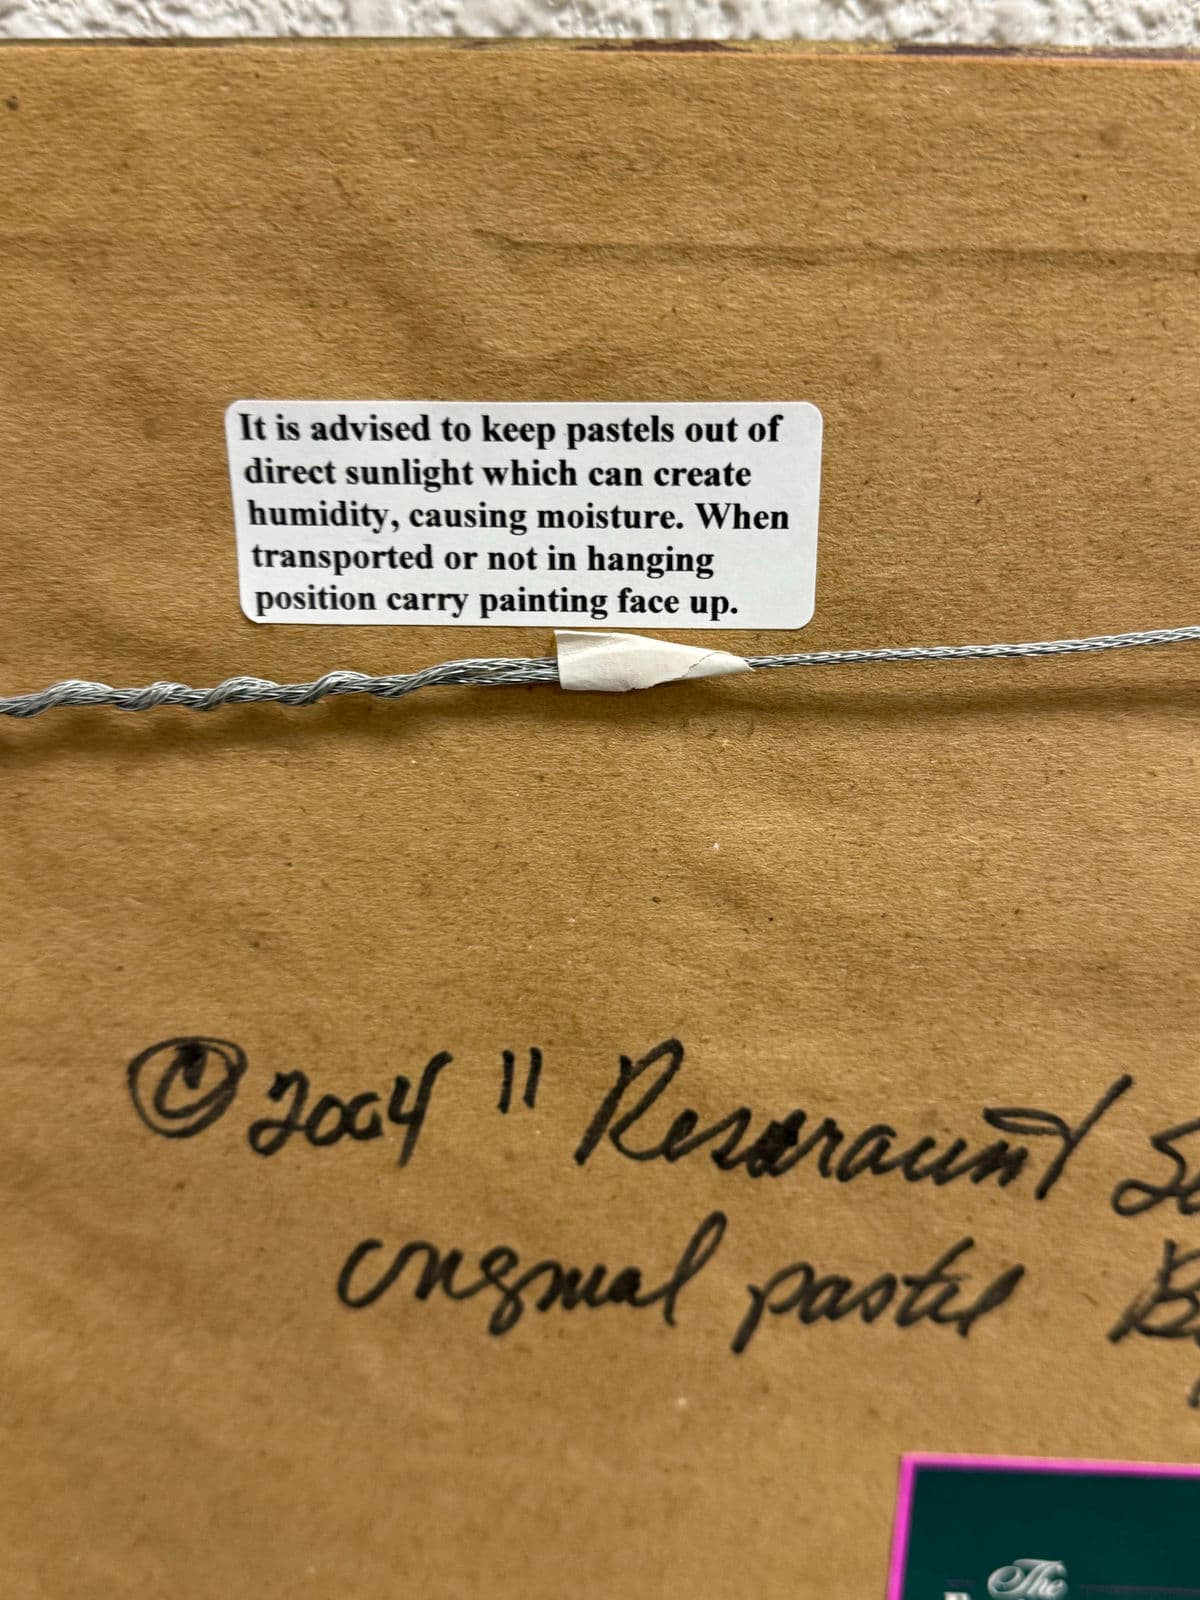 It is advised to keep pastels out of
direct sunlight which can create
humidity, causing moisture. When
transported or not in hanging
position carry painting face up.
© 2004 "
original pastel
The